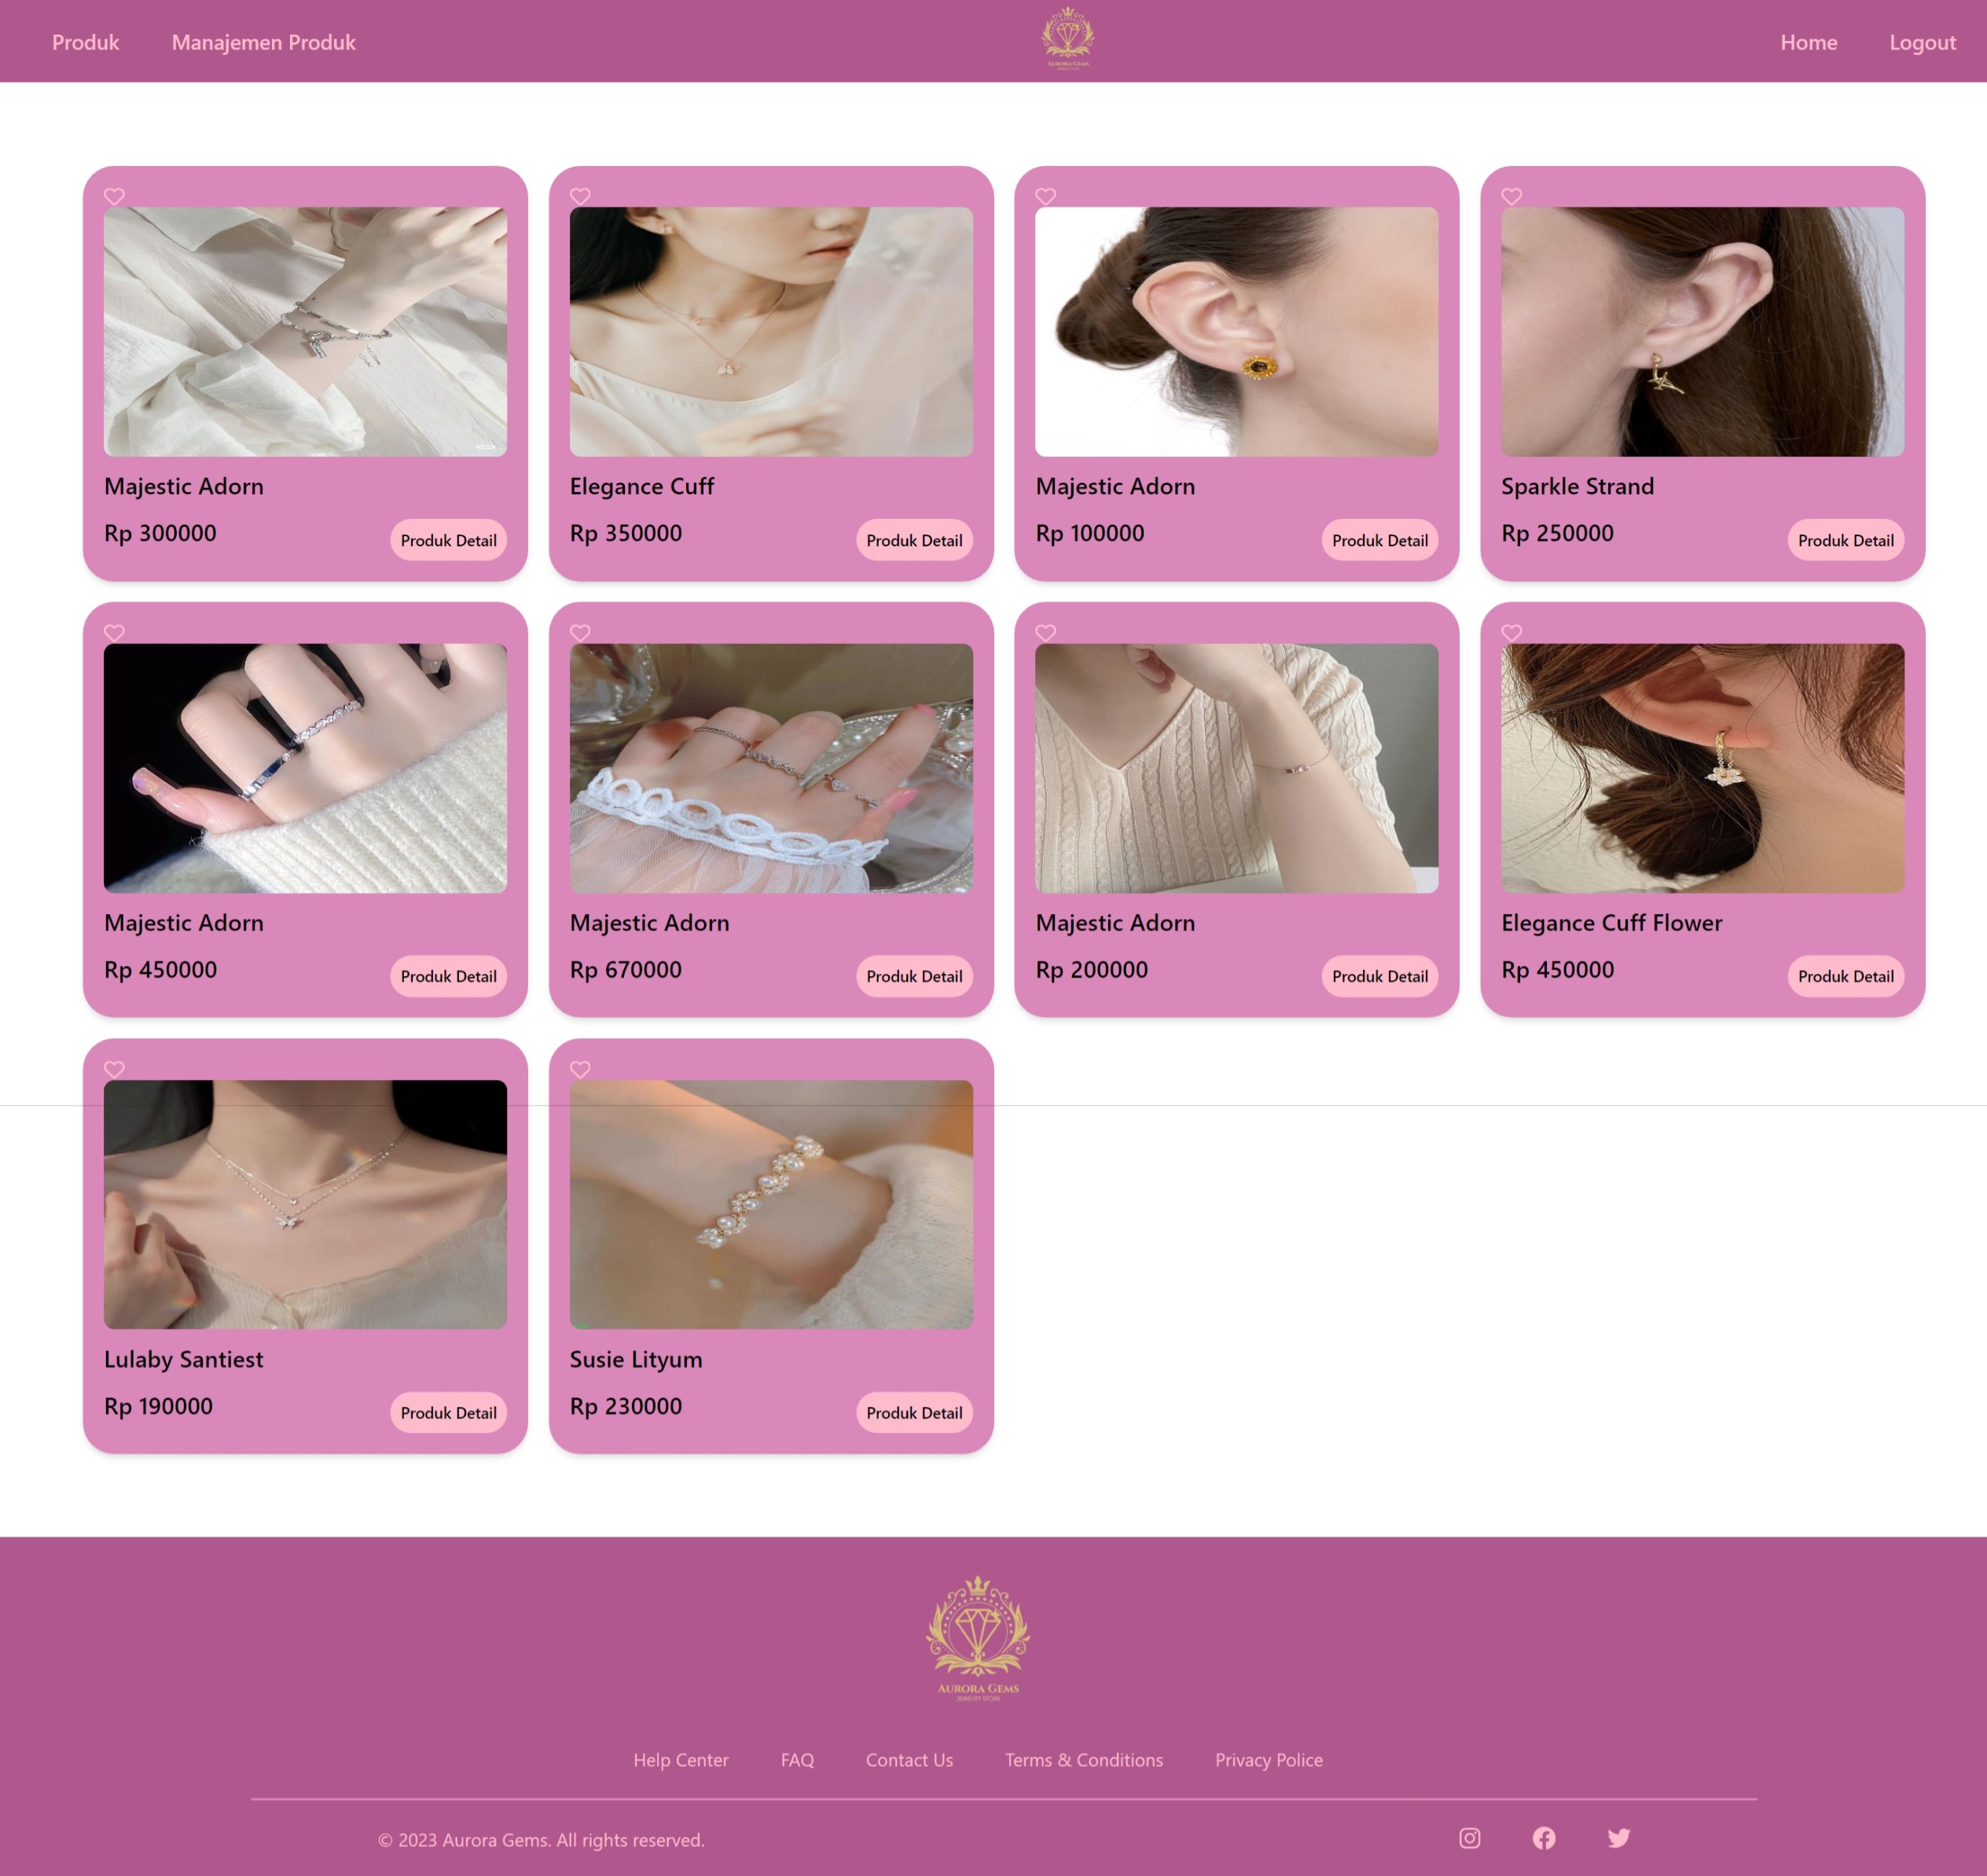 Produk
Manajemen Produk
AURORA GEMS
Home
Logout
Majestic Adorn
Rp 300000
Produk Detail
Elegance Cuff
Rp 350000
Produk Detail
Majestic Adorn
Rp 100000
Produk Detail
Sparkle Strand
Rp 250000
Produk Detail
Majestic Adorn
Rp 450000
Produk Detail
Majestic Adorn
Rp 670000
Produk Detail
Majestic Adorn
Rp 200000
Produk Detail
Elegance Cuff Flower
Rp 450000
Produk Detail
Lulaby Santiest
Rp 190000
Produk Detail
Susie Lityum
Rp 230000
Produk Detail
AURORA GEMS
JEWELRY STORE
Help Center
FAQ
Contact Us
Terms & Conditions
Privacy Police
© 2023 Aurora Gems. All rights reserved.